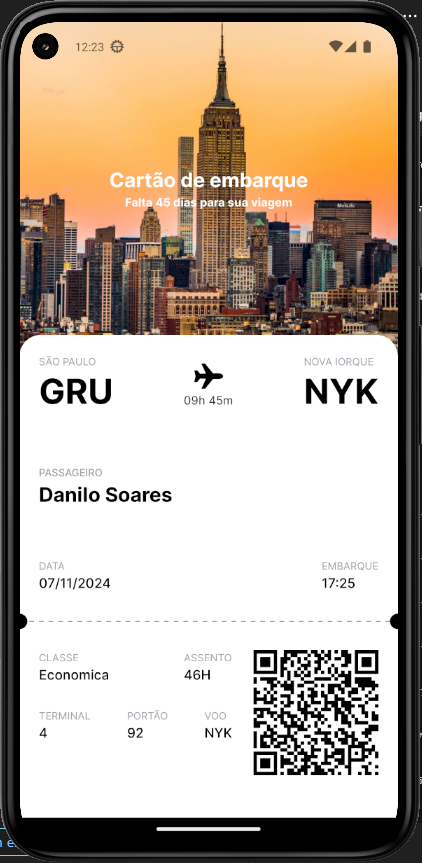 12:23
MetLife
Cartão de embarque
Falta 45 dias para sua viagem
SÃO PAULO
NOVA IORQUE
GRU
NYK
09h 45m
PASSAGEIRO
Danilo Soares
DATA
EMBARQUE
07/11/2024
17:25
CLASSE
ASSENTO
Economica
46H
TERMINAL
PORTÃO
VOO
4
92
NYK